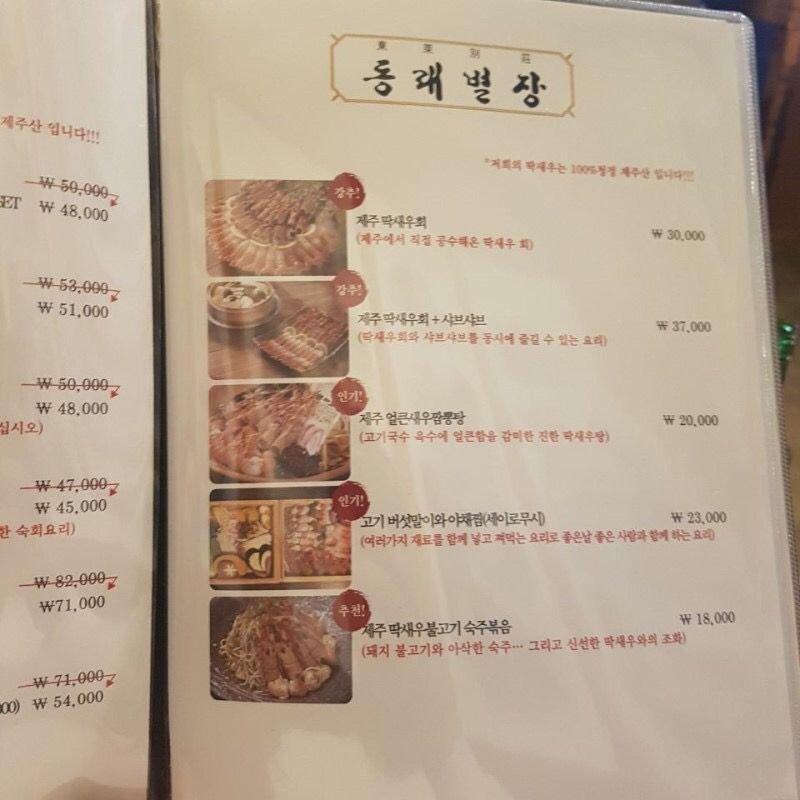 제주산 입니다!!!
₩ 50,000
SET ₩ 48,000
₩ 53,000
₩ 51,000
₩ 50,000
₩ 48,000
십시오)
₩ 47,000
₩ 45,000
한 숙회요리)
₩ 82,000
₩71,000
₩ 71,000
000) ₩ 54,000
東萊別莊
동래별장
*저희의 딱새우는 100%청정 제주산 입니다!!!
강추!
제주 딱새우회
₩ 30,000
(제주에서 직접 공수해온 딱새우 회)
강추!
제주 딱새우회 + 샤브샤브
₩ 37,000
(딱새우회와 샤브샤브를 동시에 즐길 수 있는 요리)
인기!
제주 얼큰새우짬뽕탕
₩ 20,000
(고기국수 육수에 얼큰함을 감미한 진한 딱새우탕)
인기!
고기 버섯말이와 야채찜(세이로무시)
₩ 23,000
(여러가지 재료를 함께 넣고 쪄먹는 요리로 좋은날 좋은 사람과 함께 하는 요리)
추천!
제주 딱새우불고기 숙주볶음
₩ 18,000
(돼지 불고기와 아삭한 숙주… 그리고 신선한 딱새우와의 조화)